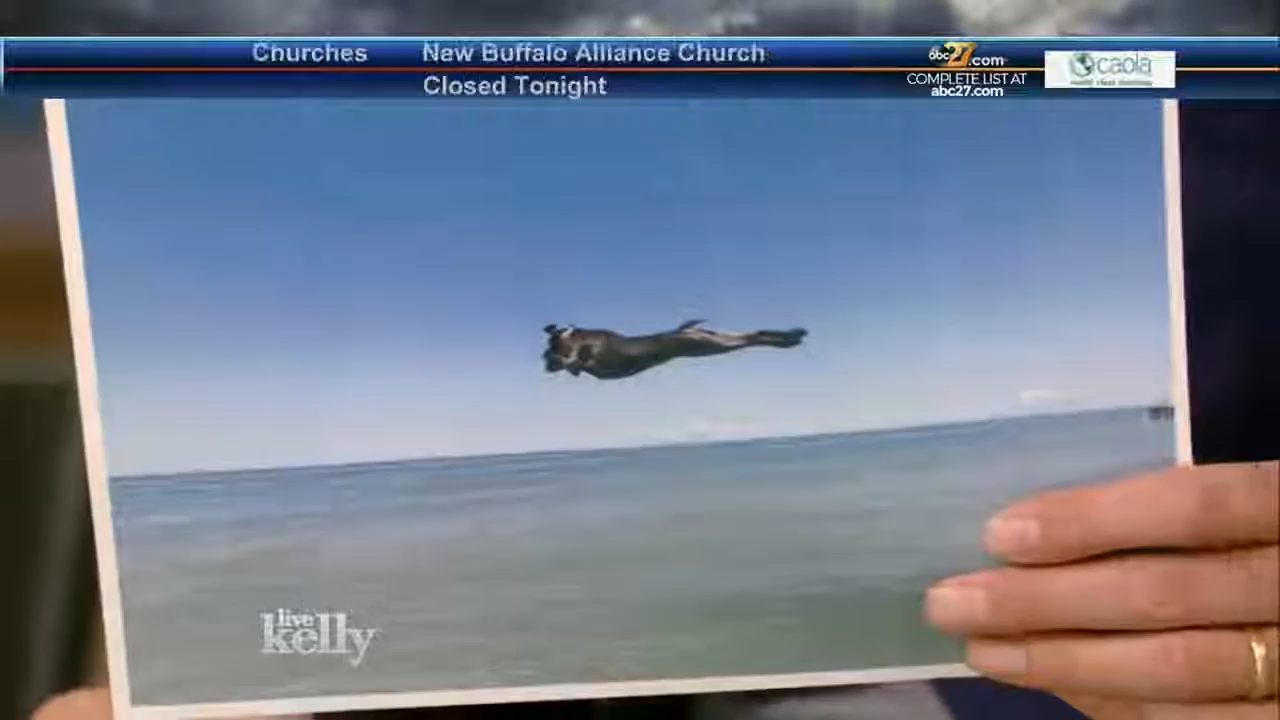 Churches
New Buffalo Alliance Church
Closed Tonight
abc27.com
COMPLETE LIST AT
abc27.com
caola
live
kelly